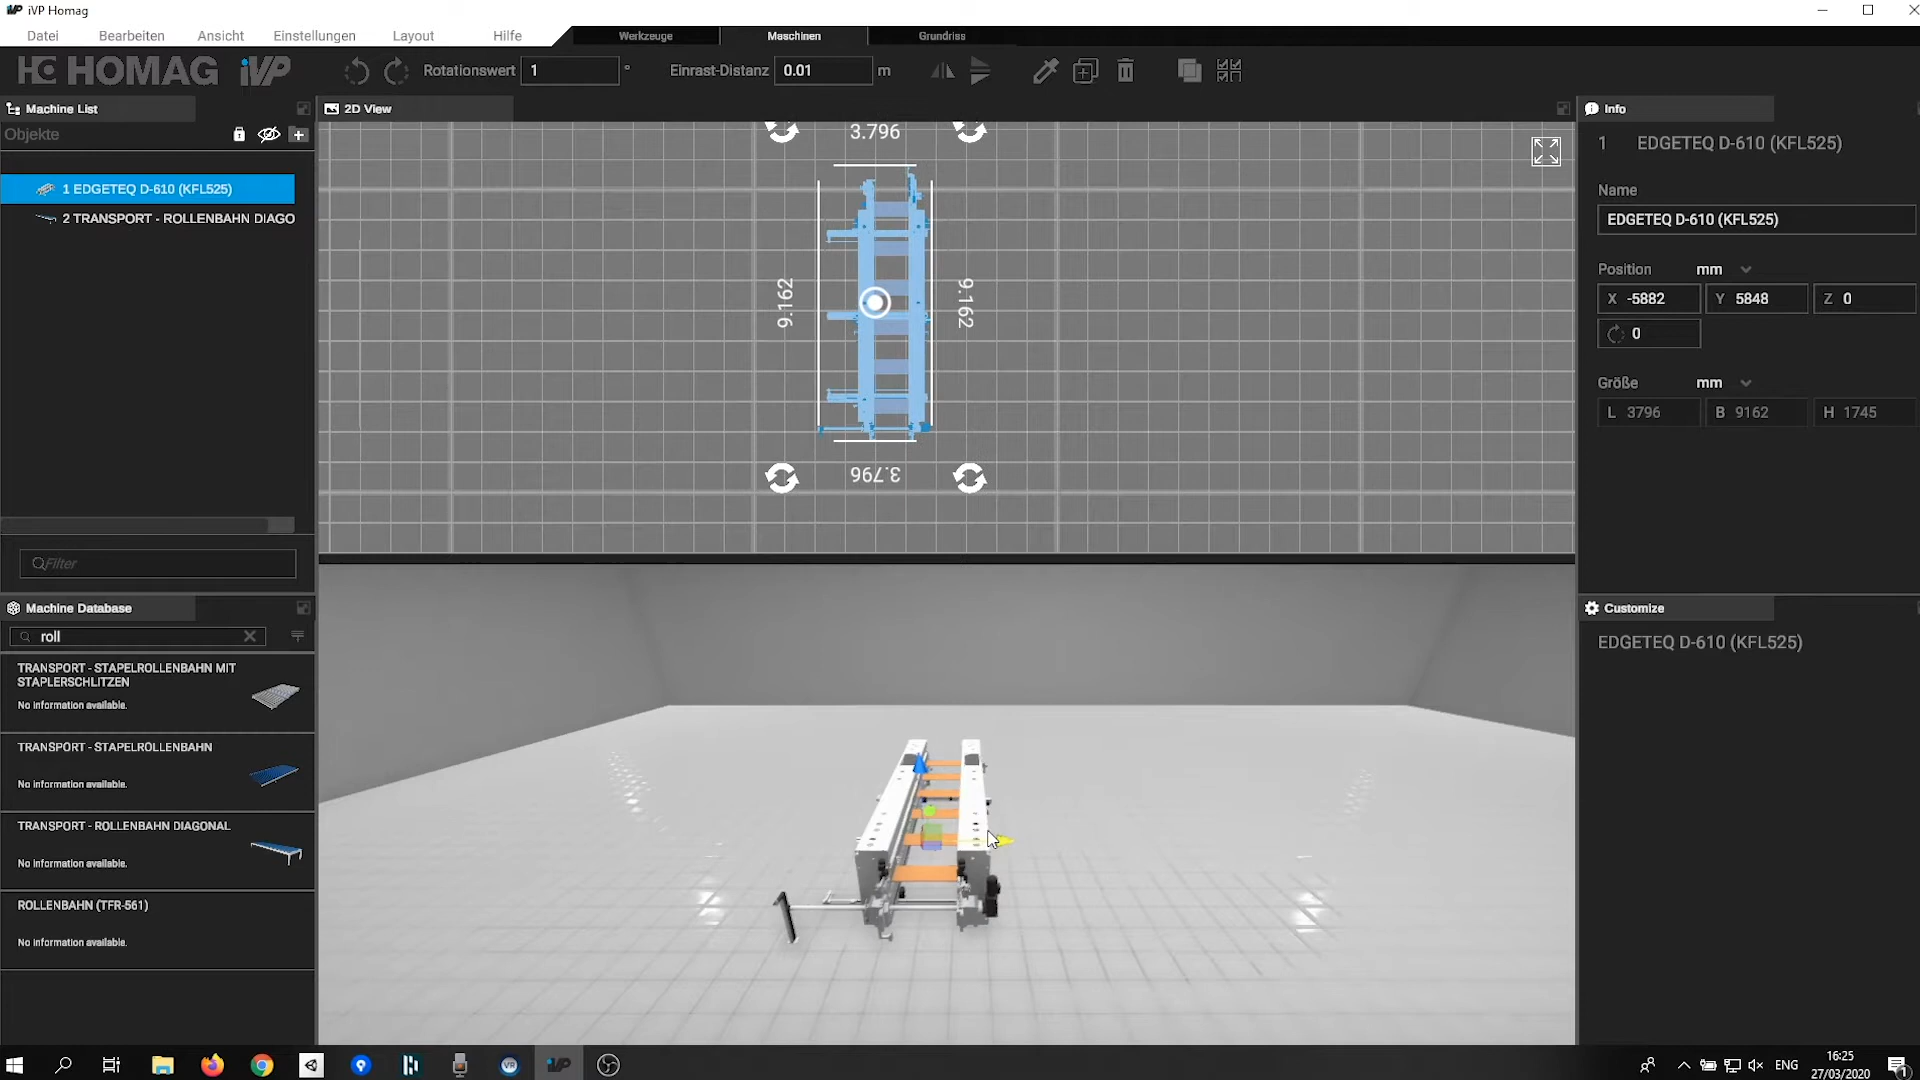 iVP Homag
Datei Bearbeiten Ansicht Einstellungen Layout Hilfe Werkzeuge Maschinen Grundriss
HOMAG iVP Rotationswert 1 ° Einrast-Distanz 0.01 m
Machine List
Objekte
1 EDGETEQ D-610 (KFL525)
2 TRANSPORT - ROLLENBAHN DIAGO
Filter
Machine Database
roll
TRANSPORT - STAPELROLLENBAHN MIT
STAPLERSCHLITZEN
No information available.
TRANSPORT - STAPELROLLENBAHN
No information available.
TRANSPORT - ROLLENBAHN DIAGONAL
No information available.
ROLLENBAHN (TFR-561)
No information available.
2D View
3.796
9.162
9.162
3.796
Info
1 EDGETEQ D-610 (KFL525)
Name
EDGETEQ D-610 (KFL525)
Position mm
X -5882 Y 5848 Z 0
0
Größe mm
L 3796 B 9162 H 1745
Customize
EDGETEQ D-610 (KFL525)
VR iVP ENG 16:25
27/03/2020 1